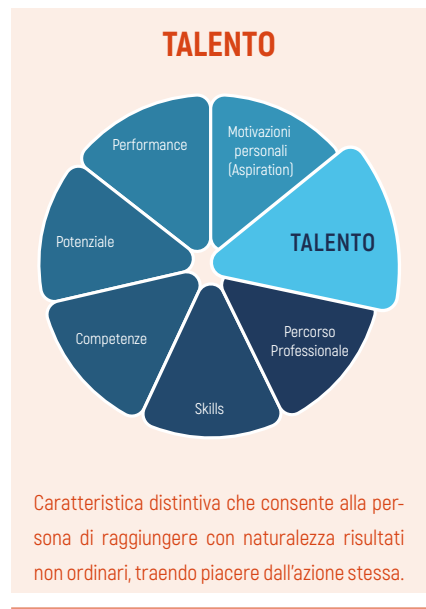 TALENTO
Performance
Motivazioni
personali
(Aspiration)
Potenziale
TALENTO
Competenze
Percorso
Professionale
Skills
Caratteristica distintiva che consente alla per-
sona di raggiungere con naturalezza risultati
non ordinari, traendo piacere dall'azione stessa.